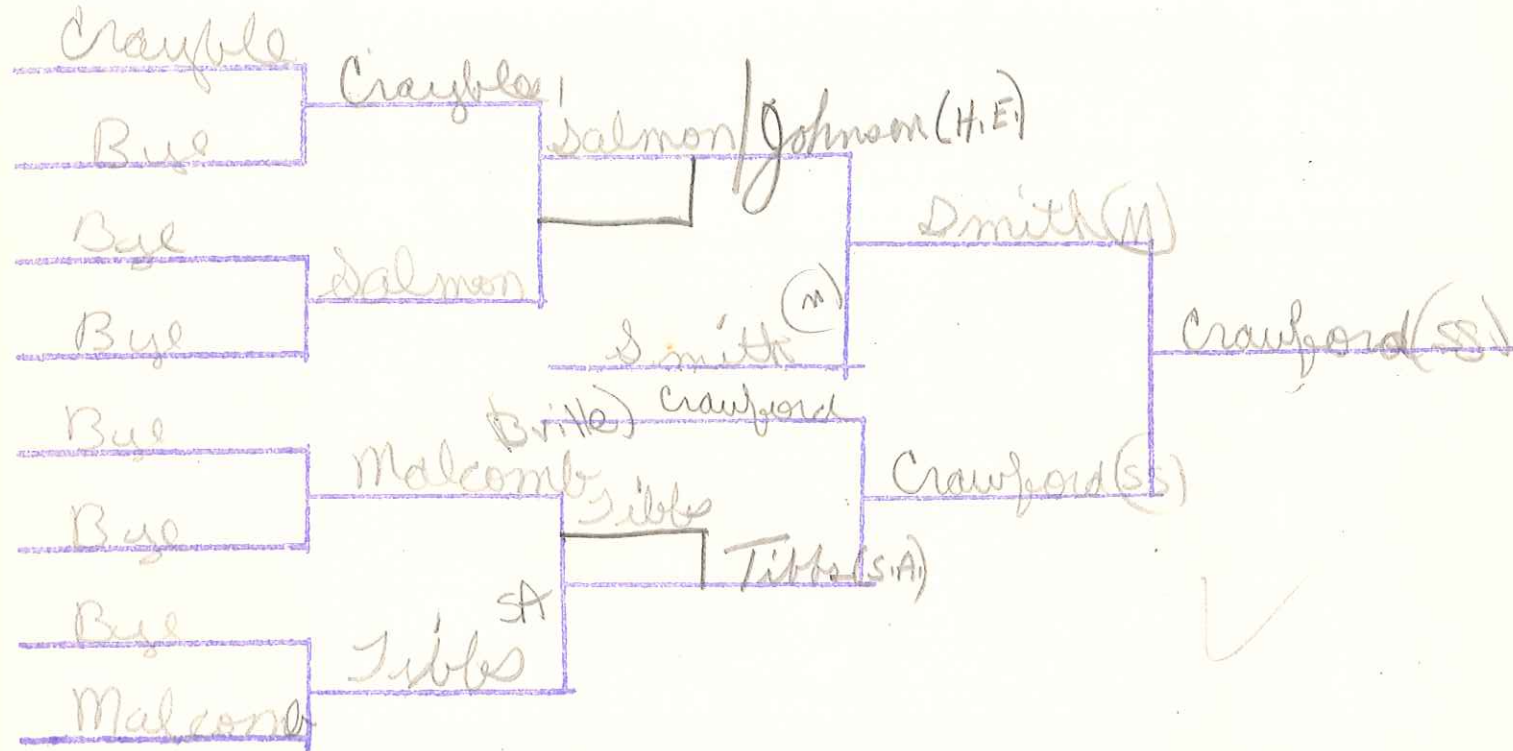 Crayble
Bye
Bye
Bye
Bye
Bye
Bye
Malcomb
Crayble
Salmon
Malcomb
Tibbs
SA
Salmon/Johnson (H.E.)
Smith (M)
Crawford
Tibbs
Tibbs (S.A.)
Smith (M)
Crawford (SS)
Crawford (SS)